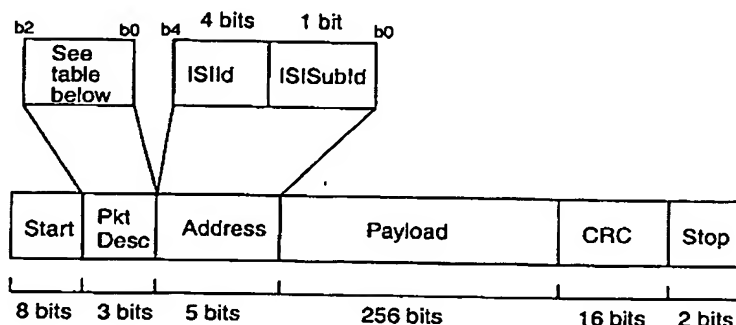 4 bits 1 bit
b2 b0 b4 b0
See
table
below
ISIId ISISubId
Start Pkt
Desc Address Payload CRC Stop
8 bits 3 bits 5 bits 256 bits 16 bits 2 bits